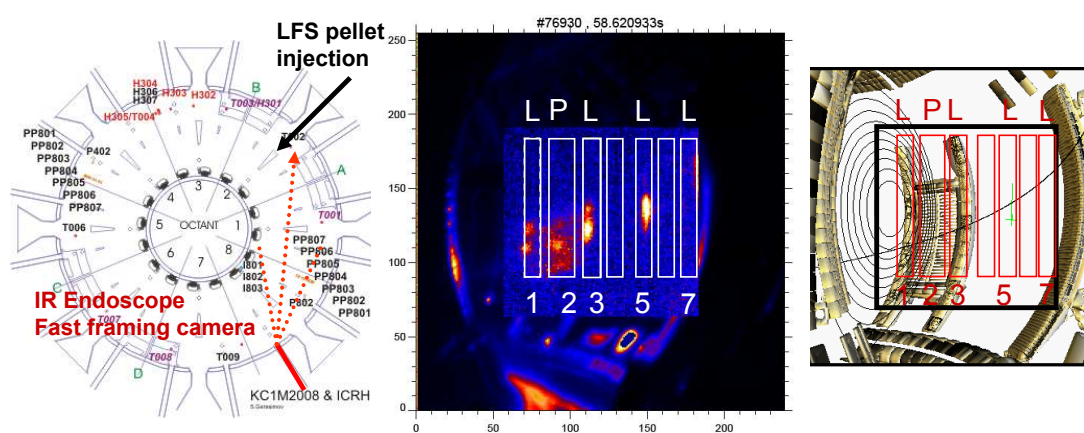 LFS pellet
injection
H304
H306
H307
H303
H302
H305/T004
B
T003/H301
PP801
PP802
PP803
PP804
PP805
PP806
PP807
P402
A
3
4
2
5
OCTANT
1
6
8
7
T001
T006
PP807
PP806
PP805
PP804
PP803
PP802
PP801
I801
I802
I803
P802
IR Endoscope
Fast framing camera
C
T007
T008
D
T009
KC1M2008 & ICRH
S.Gerasimov
#76930 , 58.620933s
250
200
150
100
50
0
0
50
100
150
200
L P L L L
1 2 3 5 7
L P L L L
1 2 3 5 7